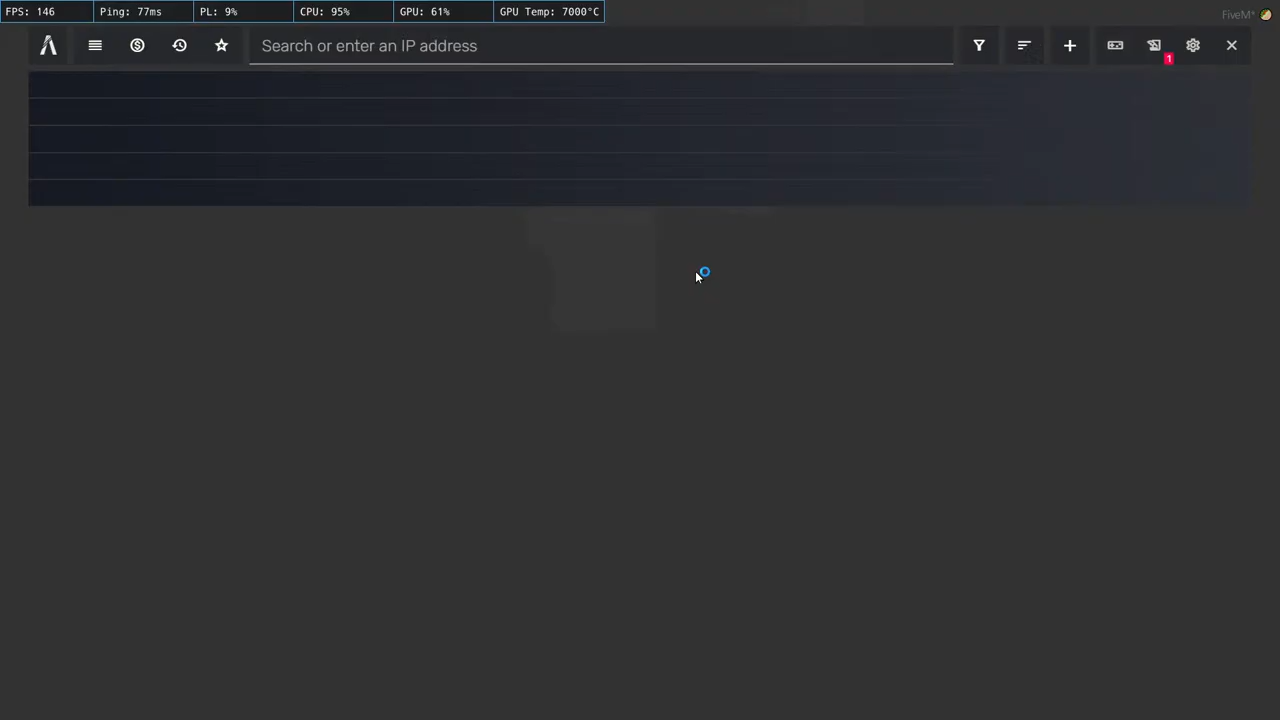 FPS: 146 Ping: 77ms PL: 9% CPU: 95% GPU: 61% GPU Temp: 7000°C
FiveM*
Search or enter an IP address
1